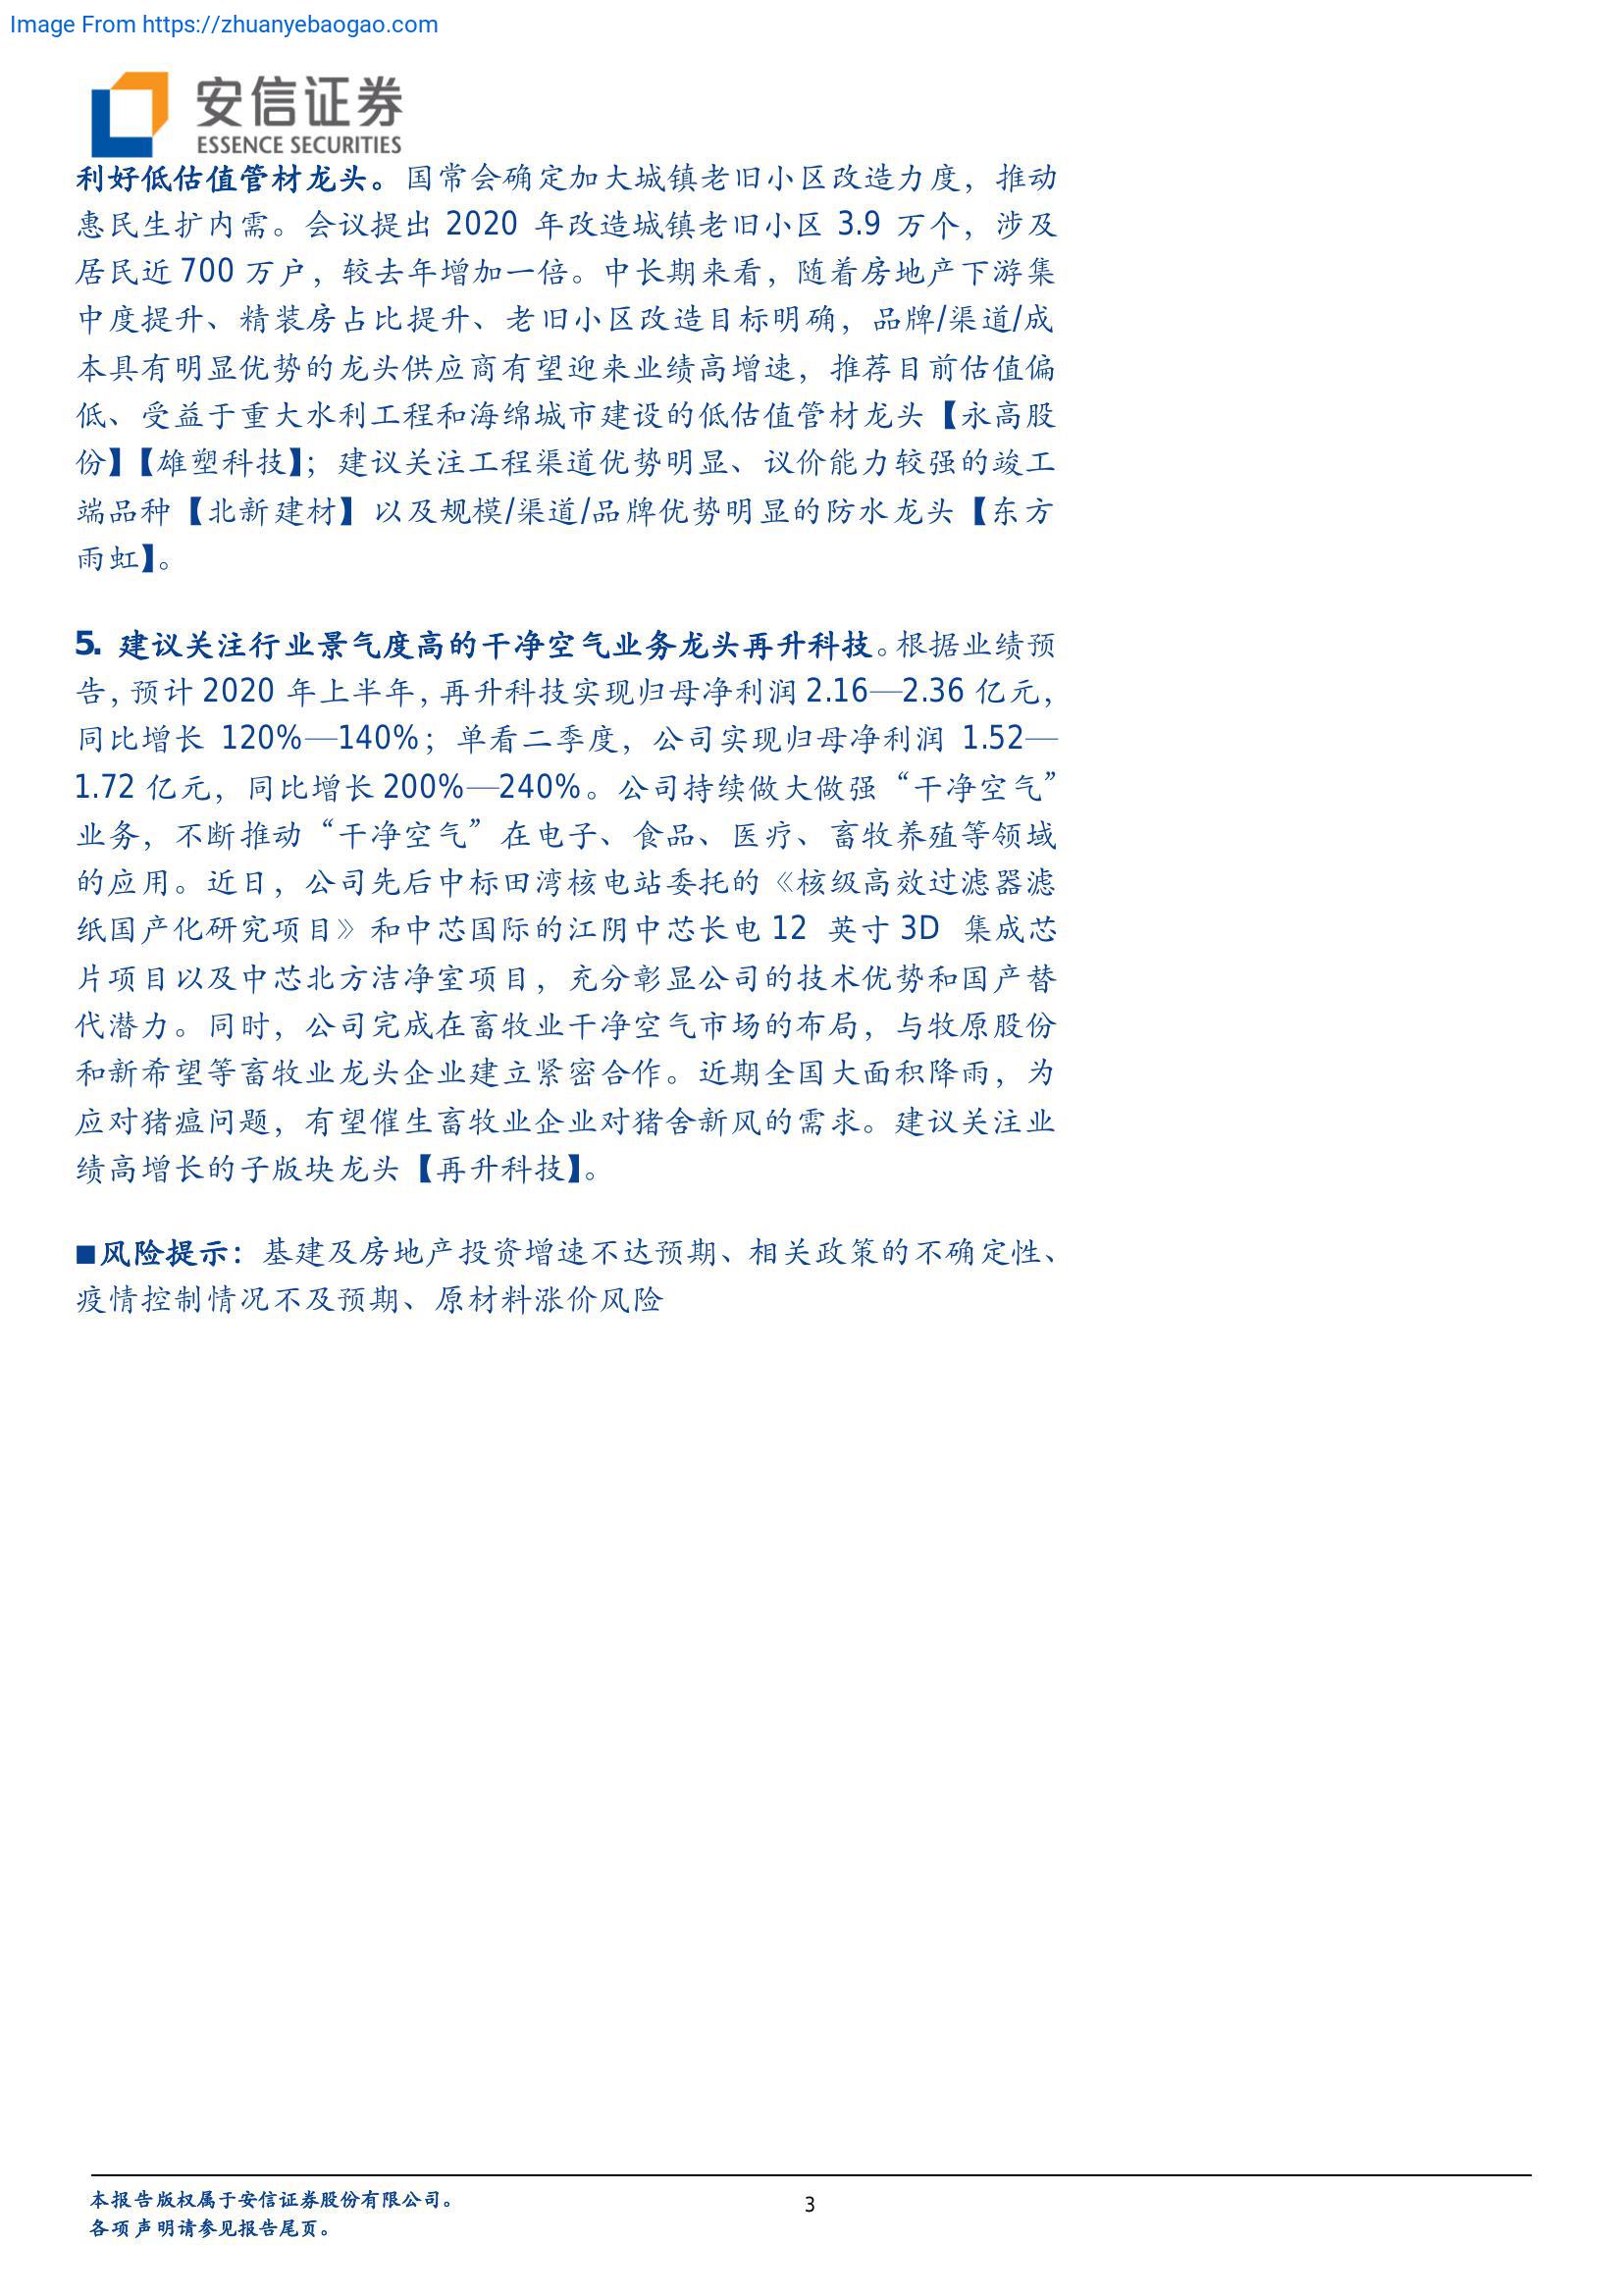 Image From https://zhuanyebaogao.com
安信证券
ESSENCE SECURITIES
利好低估值管材龙头。国常会确定加大城镇老旧小区改造力度，推动
惠民生扩内需。会议提出 2020 年改造城镇老旧小区 3.9 万个，涉及
居民近 700 万户，较去年增加一倍。中长期来看，随着房地产下游集
中度提升、精装房占比提升、老旧小区改造目标明确，品牌/渠道/成
本具有明显优势的龙头供应商有望迎来业绩高增速，推荐目前估值偏
低、受益于重大水利工程和海绵城市建设的低估值管材龙头【永高股
份】【雄塑科技】；建议关注工程渠道优势明显、议价能力较强的竣工
端品种【北新建材】以及规模/渠道/品牌优势明显的防水龙头【东方
雨虹】。
5. 建议关注行业景气度高的干净空气业务龙头再升科技。根据业绩预
告，预计 2020 年上半年，再升科技实现归母净利润 2.16—2.36 亿元，
同比增长 120%—140%；单看二季度，公司实现归母净利润 1.52—
1.72 亿元，同比增长 200%—240%。公司持续做大做强“干净空气”
业务，不断推动“干净空气”在电子、食品、医疗、畜牧养殖等领域
的应用。近日，公司先后中标田湾核电站委托的《核级高效过滤器滤
纸国产化研究项目》和中芯国际的江阴中芯长电 12 英寸 3D 集成芯
片项目以及中芯北方洁净室项目，充分彰显公司的技术优势和国产替
代潜力。同时，公司完成在畜牧业干净空气市场的布局，与牧原股份
和新希望等畜牧业龙头企业建立紧密合作。近期全国大面积降雨，为
应对猪瘟问题，有望催生畜牧业企业对猪舍新风的需求。建议关注业
绩高增长的子版块龙头【再升科技】。
■风险提示：基建及房地产投资增速不达预期、相关政策的不确定性、
疫情控制情况不及预期、原材料涨价风险
本报告版权属于安信证券股份有限公司。
各项声明请参见报告尾页。
3